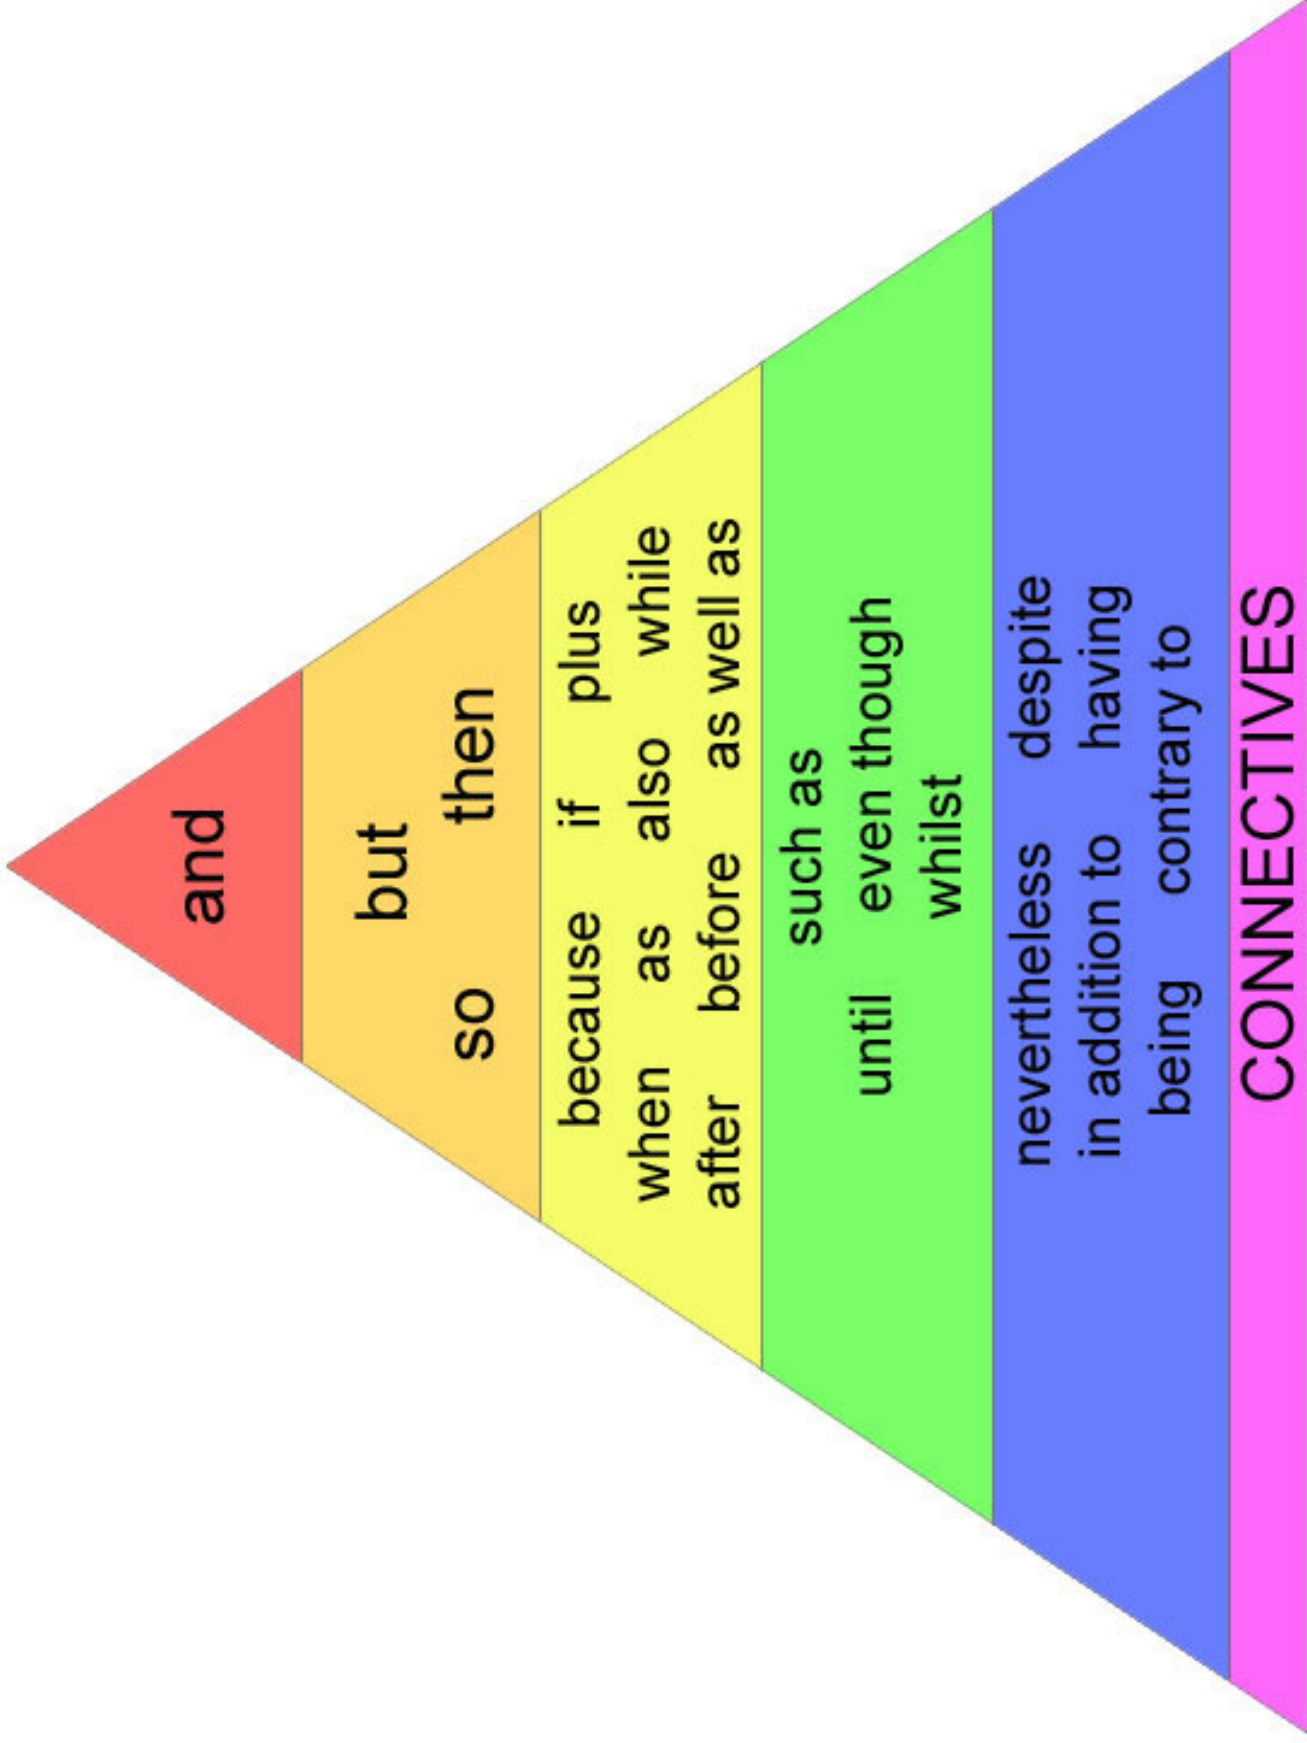 and
but
so then
because if plus
when as also while
after before as well as
such as
until even though
whilst
nevertheless despite
in addition to having
being contrary to
CONNECTIVES